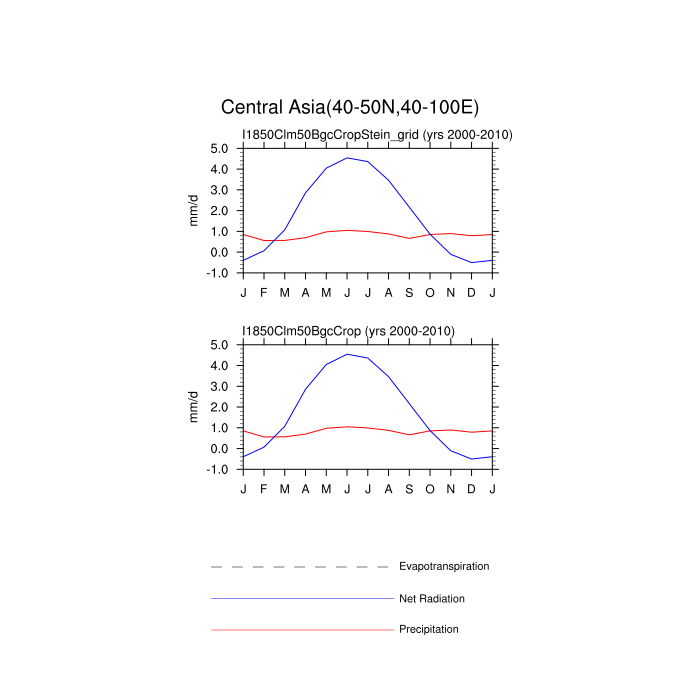 Central Asia(40-50N,40-100E)
I1850Clm50BgcCropStein_grid (yrs 2000-2010)
5.0
4.0
3.0
2.0
1.0
0.0
-1.0
mm/d
J F M A M J J A S O N D J
I1850Clm50BgcCrop (yrs 2000-2010)
5.0
4.0
3.0
2.0
1.0
0.0
-1.0
mm/d
J F M A M J J A S O N D J
Evapotranspiration
Net Radiation
Precipitation